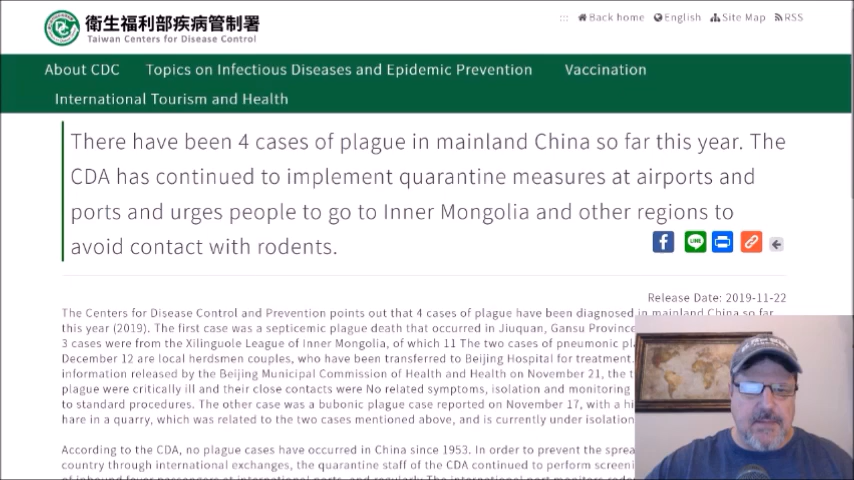 衛生福利部疾病管制署
Taiwan Centers for Disease Control
::: Back home English Site Map RSS
About CDC Topics on Infectious Diseases and Epidemic Prevention Vaccination
International Tourism and Health
There have been 4 cases of plague in mainland China so far this year. The
CDA has continued to implement quarantine measures at airports and
ports and urges people to go to Inner Mongolia and other regions to
avoid contact with rodents.
Release Date: 2019-11-22
The Centers for Disease Control and Prevention points out that 4 cases of plague have been diagnosed in mainland China so far
this year (2019). The first case was a septicemic plague death that occurred in Jiuquan, Gansu Province
3 cases were from the Xilinguole League of Inner Mongolia, of which 11 The two cases of pneumonic pl
December 12 are local herdsmen couples, who have been transferred to Beijing Hospital for treatment.
information released by the Beijing Municipal Commission of Health and Health on November 21, the t
plague were critically ill and their close contacts were No related symptoms, isolation and monitoring
to standard procedures. The other case was a bubonic plague case reported on November 17, with a hi
hare in a quarry, which was related to the two cases mentioned above, and is currently under isolation
According to the CDA, no plague cases have occurred in China since 1953. In order to prevent the sprea
country through international exchanges, the quarantine staff of the CDA continued to perform screeni